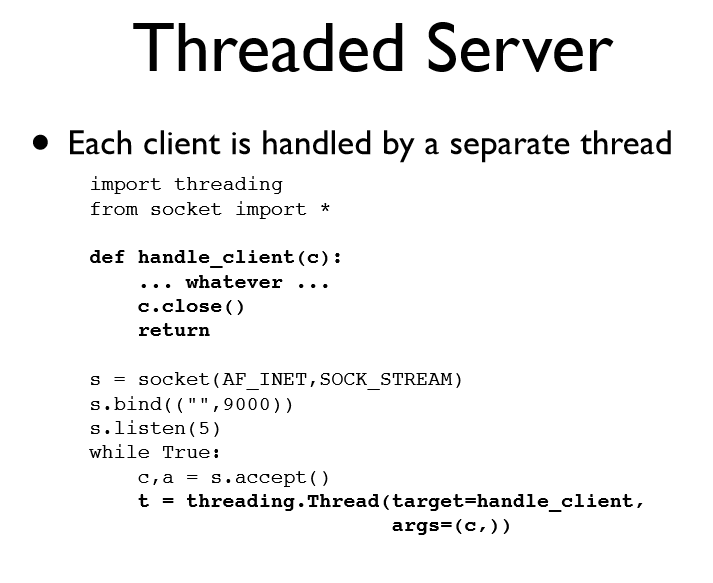 Threaded Server
• Each client is handled by a separate thread
import threading
from socket import *
def handle_client(c):
    ... whatever ...
    c.close()
    return
s = socket(AF_INET,SOCK_STREAM)
s.bind(("",9000))
s.listen(5)
while True:
    c,a = s.accept()
    t = threading.Thread(target=handle_client,
                         args=(c,))